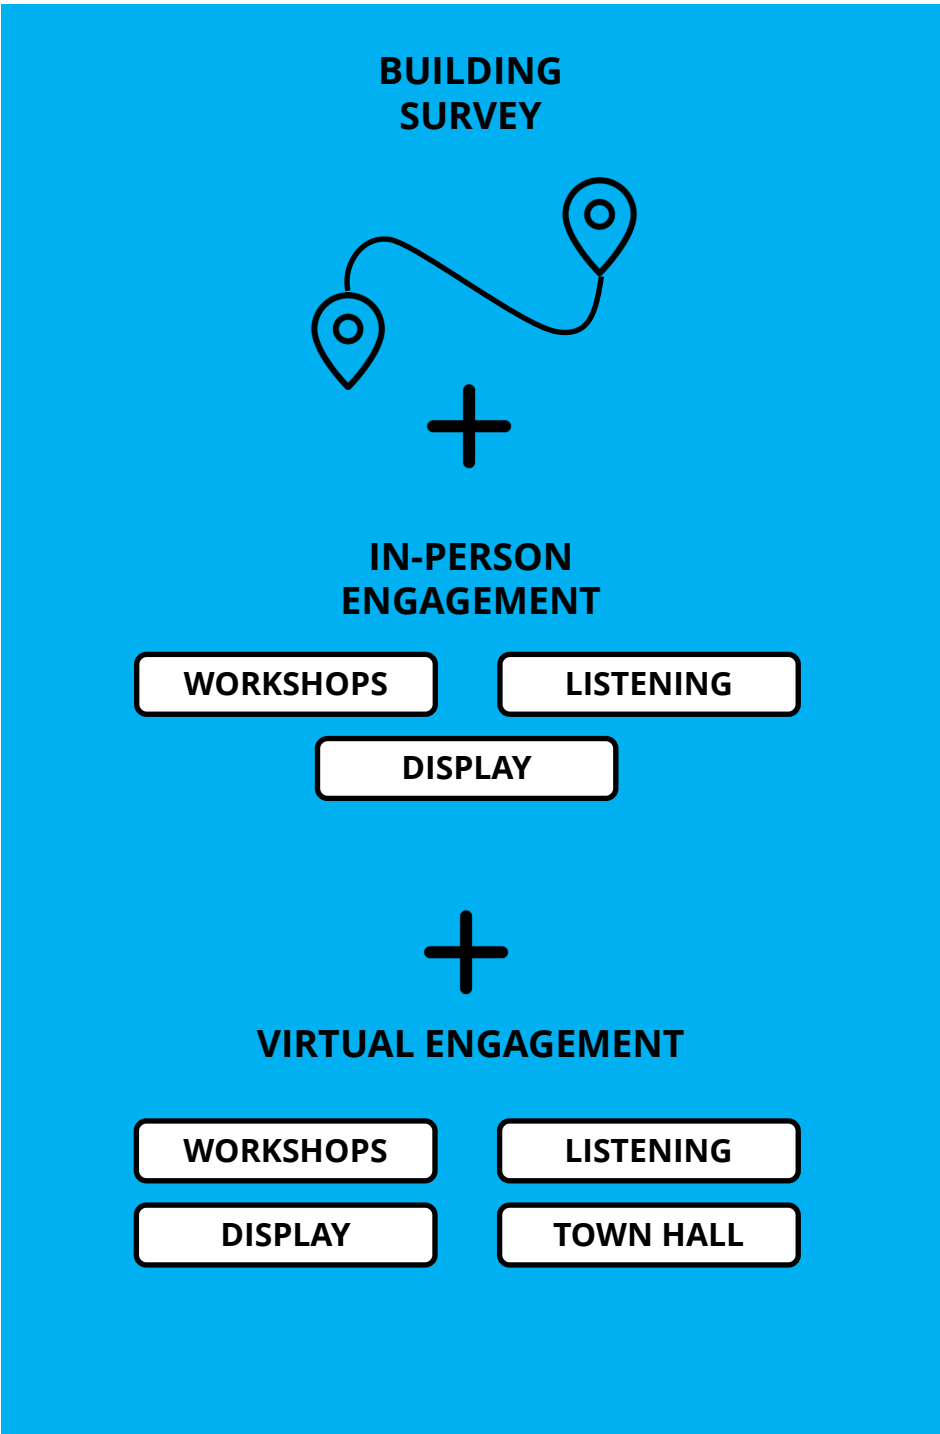 BUILDING
SURVEY
IN-PERSON
ENGAGEMENT
WORKSHOPS
LISTENING
DISPLAY
VIRTUAL ENGAGEMENT
WORKSHOPS
LISTENING
DISPLAY
TOWN HALL